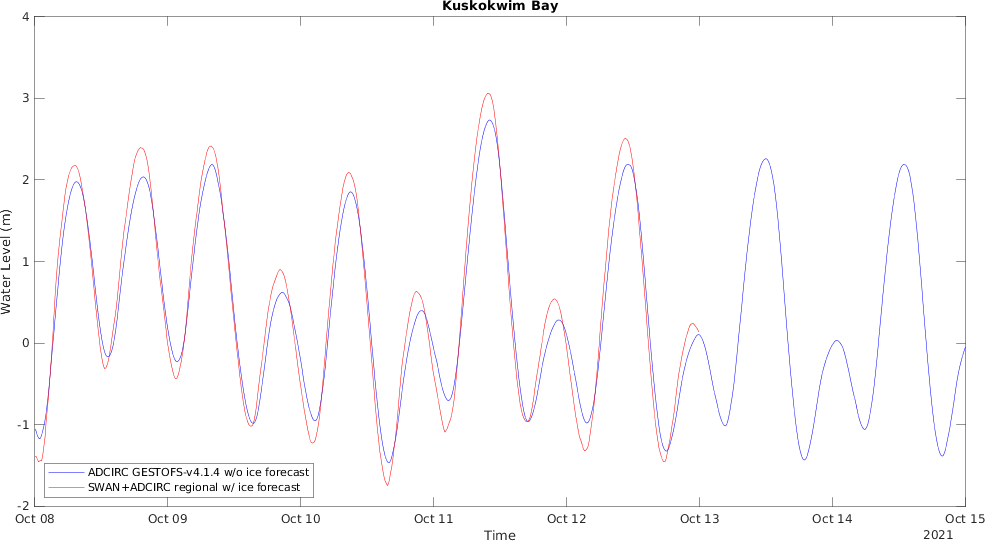 Kuskokwim Bay
4
3
2
1
0
-1
-2
Water Level (m)
ADCIRC GESTOFS-v4.1.4 w/o ice forecast
SWAN+ADCIRC regional w/ ice forecast
Oct 08 Oct 09 Oct 10 Oct 11 Oct 12 Oct 13 Oct 14 Oct 15
Time
2021